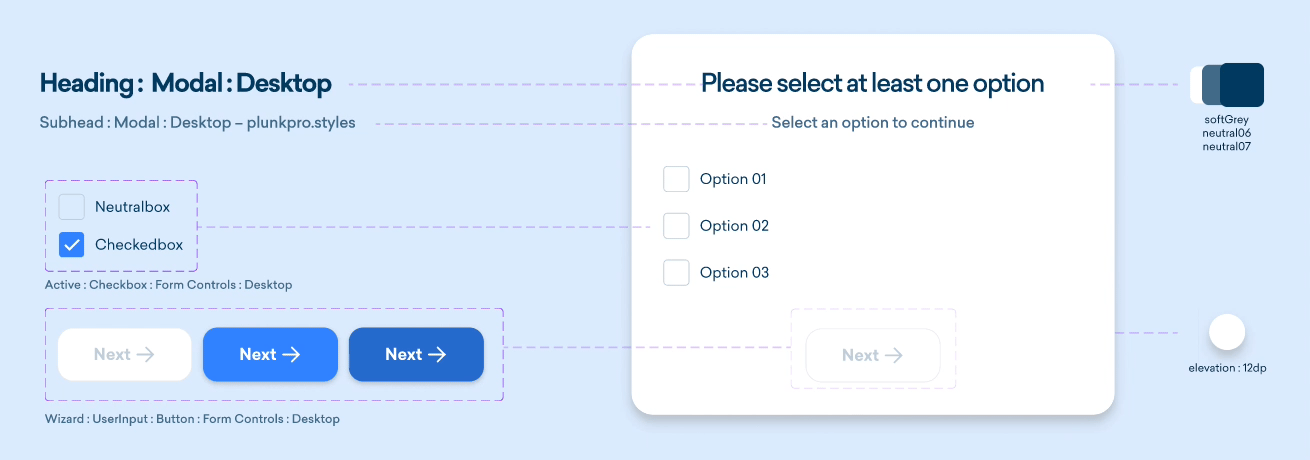 Heading : Modal : Desktop
Subhead : Modal : Desktop – plunkpro.styles
Neutralbox
Checkedbox
Active : Checkbox : Form Controls : Desktop
Next →
Next →
Next →
Wizard : UserInput : Button : Form Controls : Desktop
Please select at least one option
Select an option to continue
Option 01
Option 02
Option 03
Next →
softGrey
neutral06
neutral07
elevation : 12dp